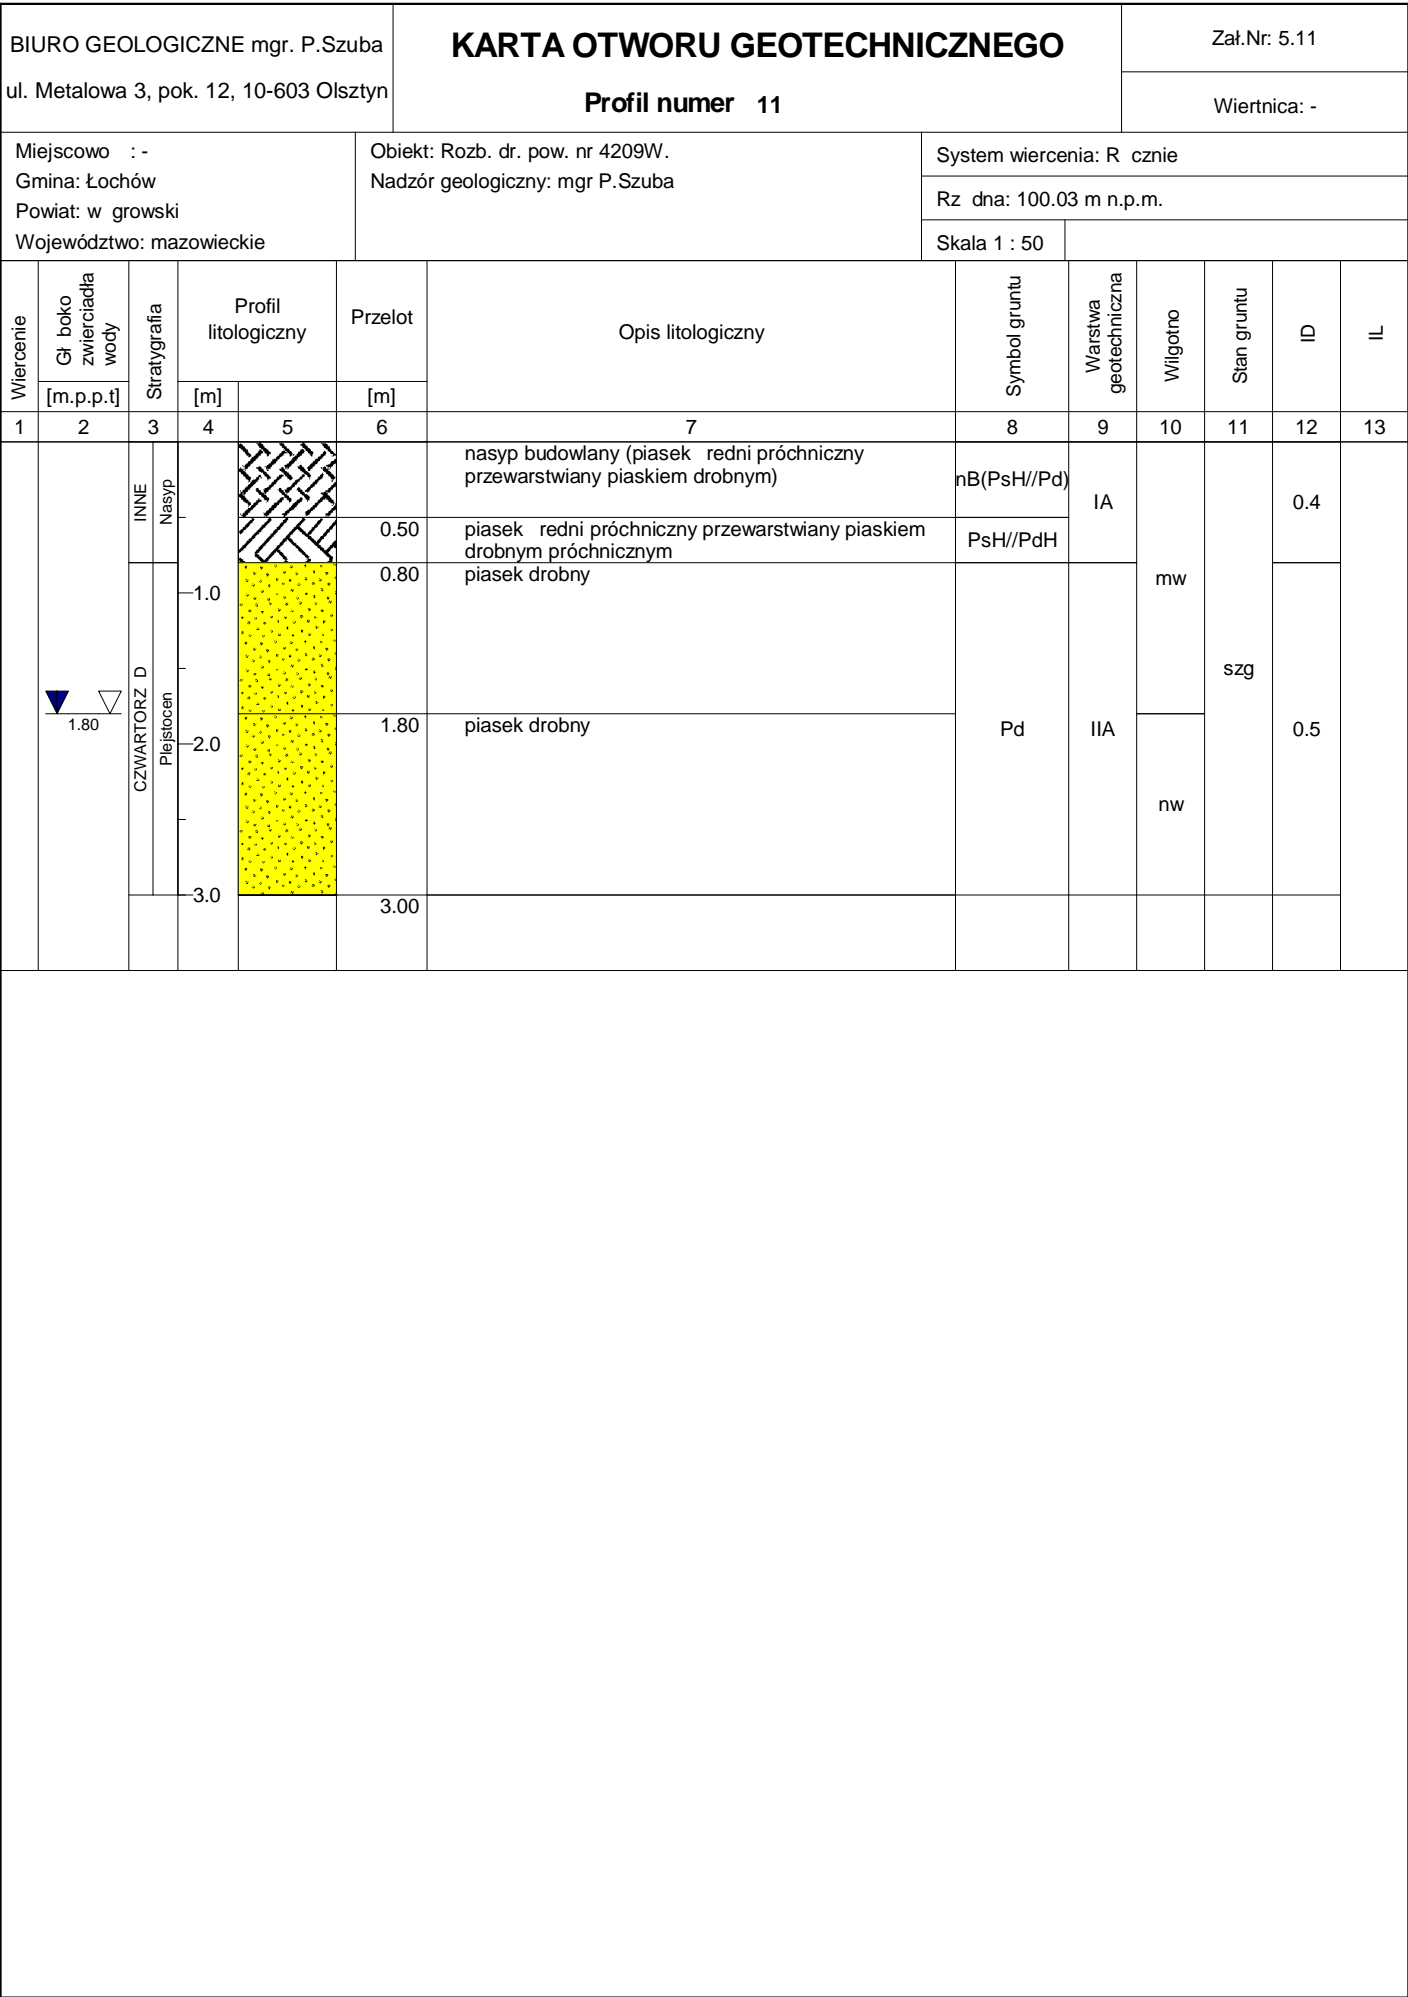 BIURO GEOLOGICZNE mgr. P.Szuba
ul. Metalowa 3, pok. 12, 10-603 Olsztyn
KARTA OTWORU GEOTECHNICZNEGO
Profil numer 11
Zał.Nr: 5.11
Wiertnica: -
Miejscowo : -
Gmina: Łochów
Powiat: w growski
Województwo: mazowieckie
Obiekt: Rozb. dr. pow. nr 4209W.
Nadzór geologiczny: mgr P.Szuba
System wiercenia: R cznie
Rz dna: 100.03 m n.p.m.
Skala 1 : 50
Wiercenie
Gł boko
zwierciadła
wody
[m.p.p.t]
Stratygrafia
Profil
litologiczny
[m]
Przelot
[m]
Opis litologiczny
Symbol gruntu
Warstwa
geotechniczna
Wilgotno
Stan gruntu
ID
IL
1 2 3 4 5 6 7 8 9 10 11 12 13
INNE
Nasyp
nasyp budowlany (piasek redni próchniczny
przewarstwiany piaskiem drobnym)
nB(PsH//Pd)
IA
0.4
0.50
piasek redni próchniczny przewarstwiany piaskiem
drobnym próchnicznym
PsH//PdH
0.80
piasek drobny
1.0
mw
szg
CZWARTORZ D
Plejstocen
1.80
1.80
piasek drobny
Pd
IIA
0.5
2.0
nw
3.0
3.00